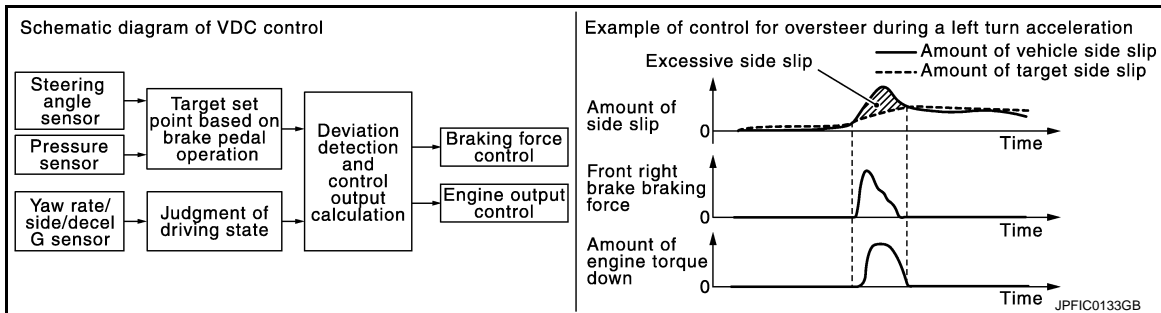 Schematic diagram of VDC control
Steering
angle
sensor
Pressure
sensor
Yaw rate/
side/decel
G sensor
Target set
point based on
brake pedal
operation
Judgment of
driving state
Deviation
detection
and
control
output
calculation
Braking force
control
Engine output
control
Example of control for oversteer during a left turn acceleration
Amount of vehicle side slip
Amount of target side slip
Excessive side slip
Amount of
side slip
0
Time
Front right
brake braking
force
0
Time
Amount of
engine torque
down
0
Time
JPFIC0133GB